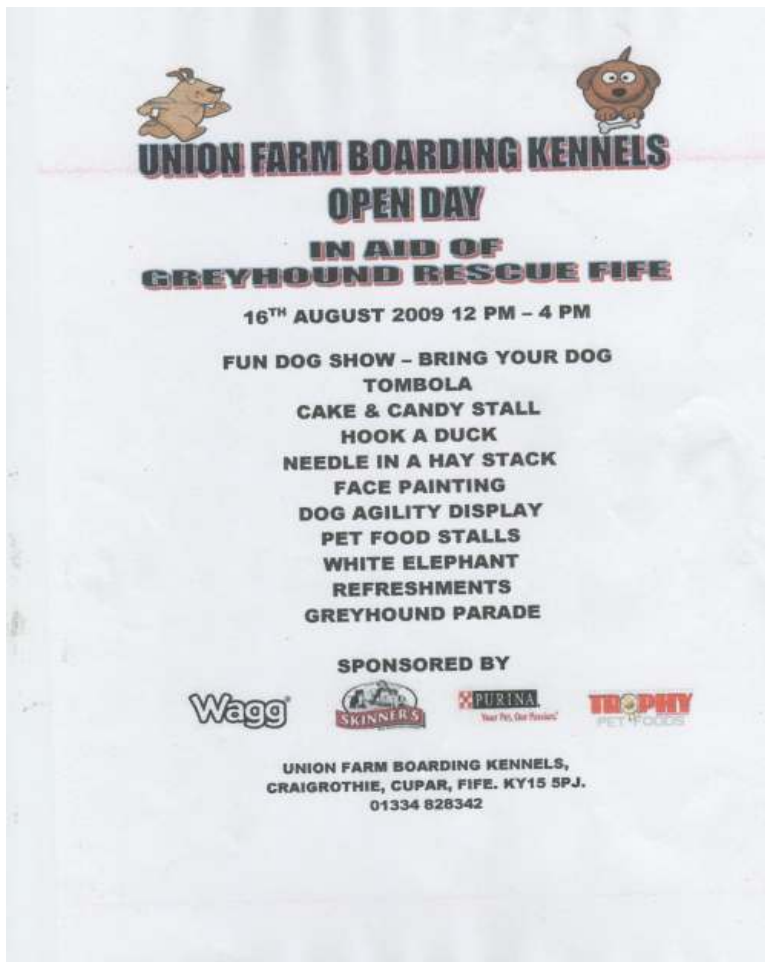 UNION FARM BOARDING KENNELS
OPEN DAY
IN AID OF
GREYHOUND RESCUE FIFE
16TH AUGUST 2009 12 PM – 4 PM
FUN DOG SHOW – BRING YOUR DOG
TOMBOLA
CAKE & CANDY STALL
HOOK A DUCK
NEEDLE IN A HAY STACK
FACE PAINTING
DOG AGILITY DISPLAY
PET FOOD STALLS
WHITE ELEPHANT
REFRESHMENTS
GREYHOUND PARADE
SPONSORED BY
Wagg®
SKINNER'S
PURINA
Your Pet, Our Passion.®
TROPHY
PET FOODS
UNION FARM BOARDING KENNELS,
CRAIGROTHIE, CUPAR, FIFE. KY15 5PJ.
01334 828342